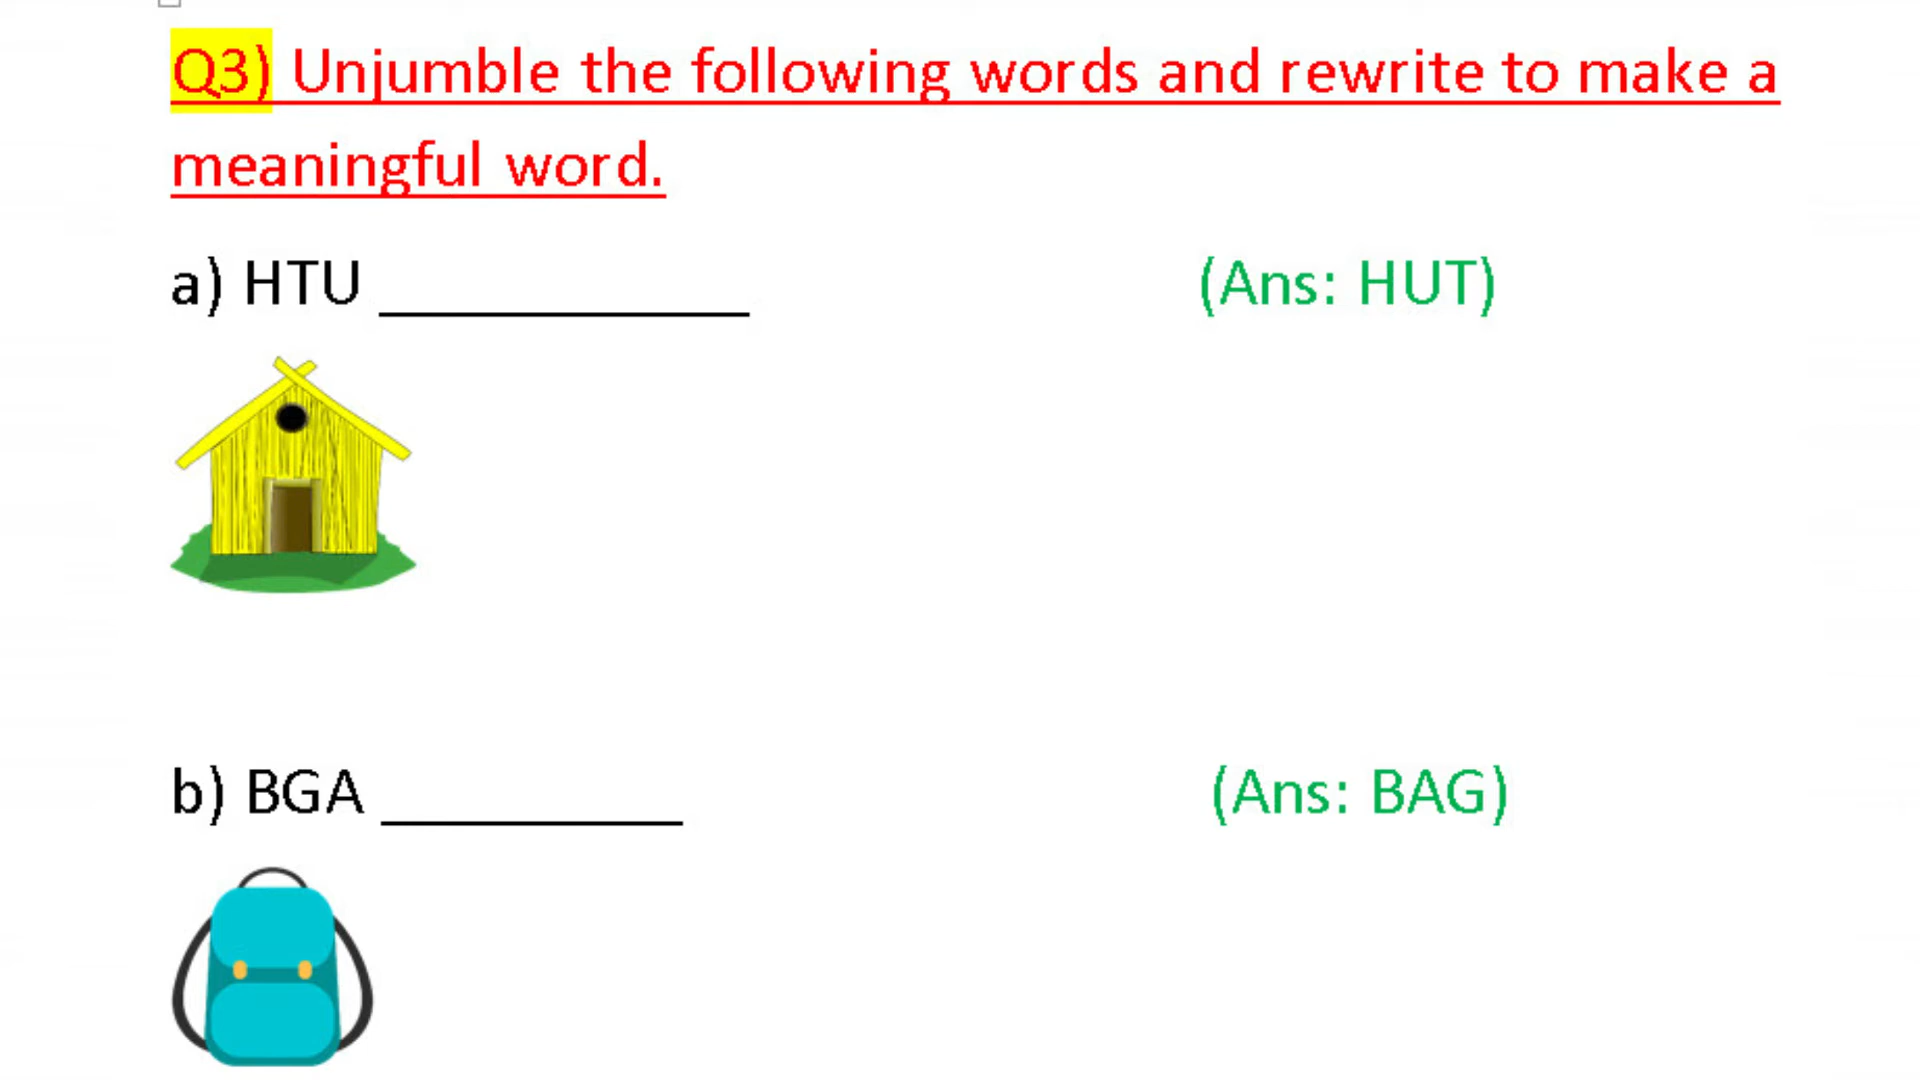 Q3) Unjumble the following words and rewrite to make a
meaningful word.
a) HTU ____________ (Ans: HUT)
b) BGA __________ (Ans: BAG)